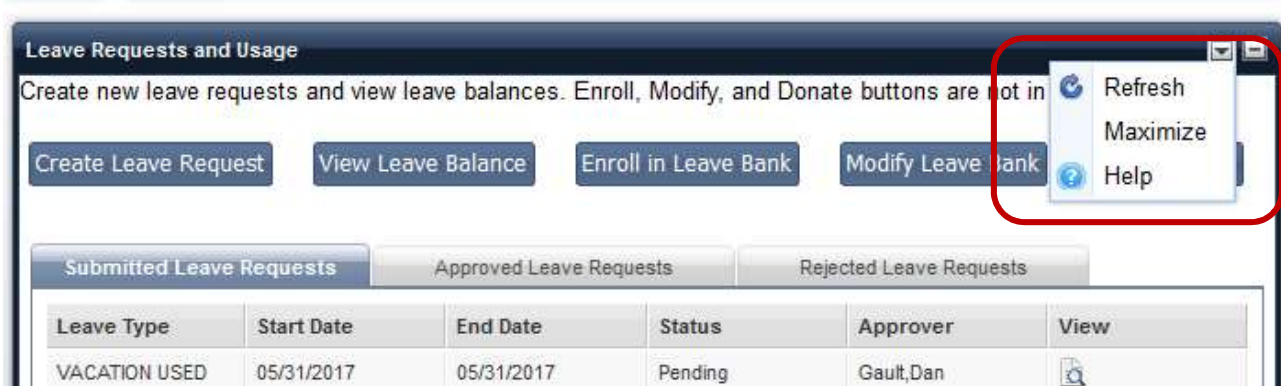 Leave Requests and Usage
Create new leave requests and view leave balances. Enroll, Modify, and Donate buttons are not in
Refresh
Maximize
Help
Create Leave Request View Leave Balance Enroll in Leave Bank Modify Leave Bank
Submitted Leave Requests Approved Leave Requests Rejected Leave Requests
Leave Type Start Date End Date Status Approver View
VACATION USED 05/31/2017 05/31/2017 Pending Gault,Dan